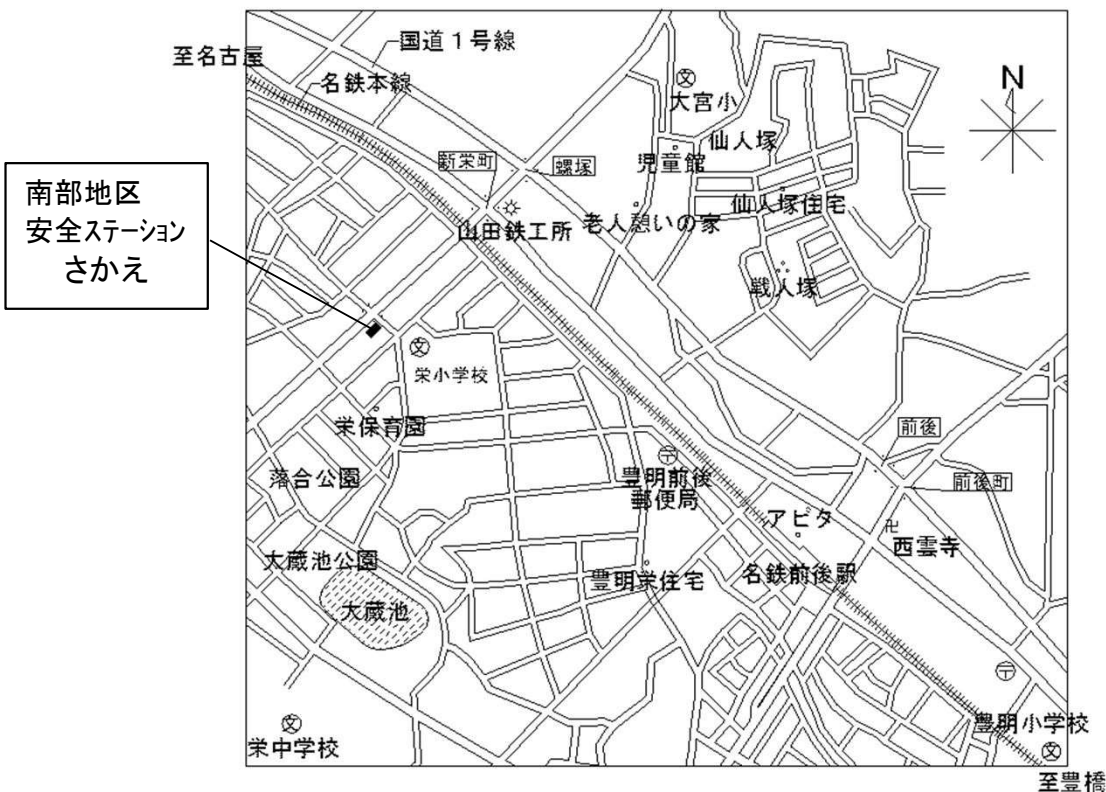 国道1号線
至名古屋
名鉄本線
N
大宮小
仙人塚
新栄町
螺塚
児童館
南部地区
安全ステーション
さかえ
仙人塚住宅
山田鉄工所
老人憩いの家
戦人塚
文
栄小学校
栄保育園
前後
落合公園
豊明前後
郵便局
前後町
アピタ
西雲寺
大蔵池公園
豊明栄住宅
名鉄前後駅
大蔵池
文
栄中学校
豊明小学校
文
至豊橋